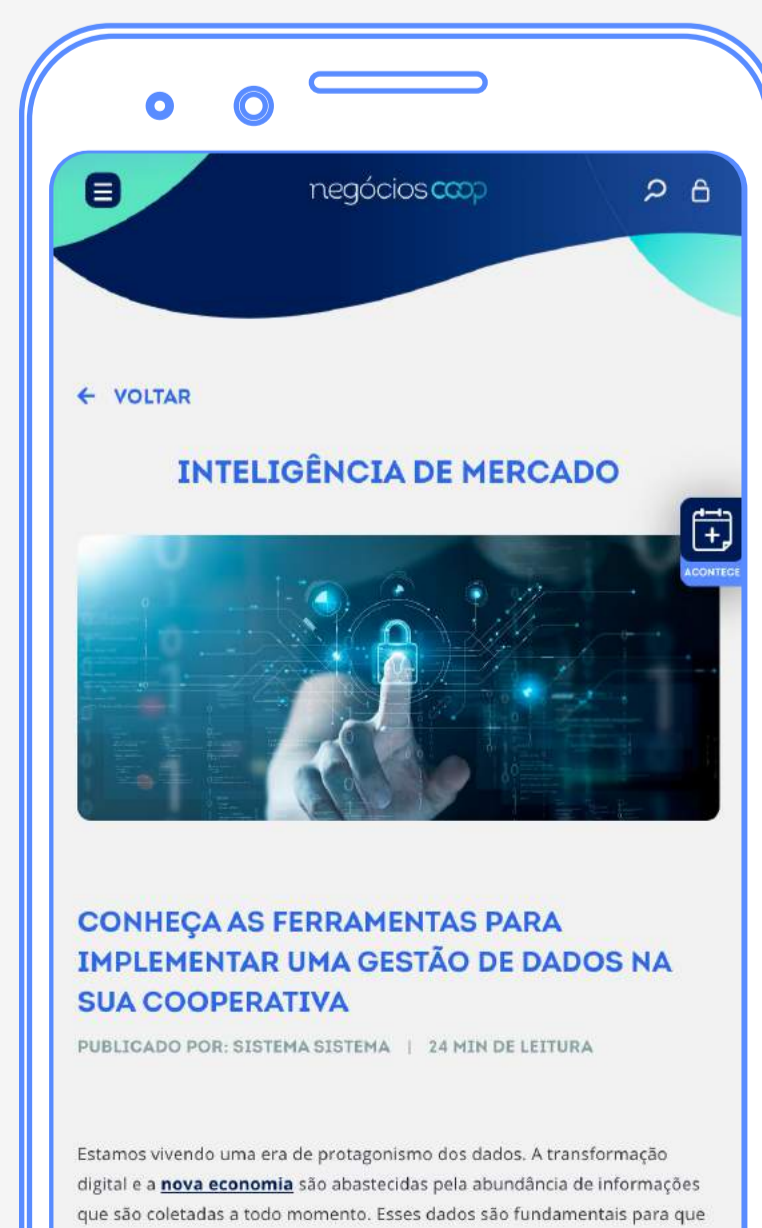 negócios coop
VOLTAR
INTELIGÊNCIA DE MERCADO
ACONTECE
CONHEÇA AS FERRAMENTAS PARA
IMPLEMENTAR UMA GESTÃO DE DADOS NA
SUA COOPERATIVA
PUBLICADO POR: SISTEMA SISTEMA | 24 MIN DE LEITURA
Estamos vivendo uma era de protagonismo dos dados. A transformação
digital e a nova economia são abastecidas pela abundância de informações
que são coletadas a todo momento. Esses dados são fundamentais para que